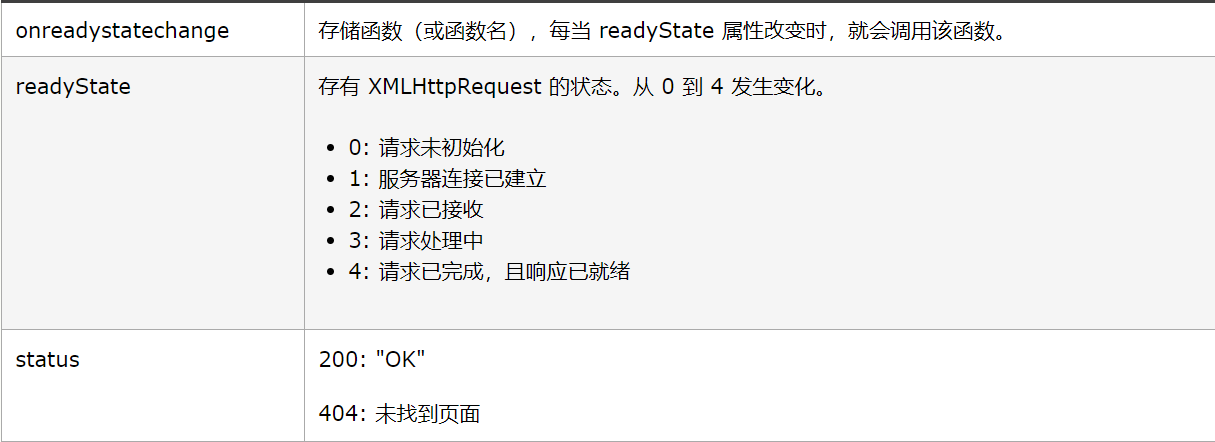 onreadystatechange
存储函数（或函数名），每当 readyState 属性改变时，就会调用该函数。
readyState
存有 XMLHttpRequest 的状态。从 0 到 4 发生变化。
• 0: 请求未初始化
• 1: 服务器连接已建立
• 2: 请求已接收
• 3: 请求处理中
• 4: 请求已完成，且响应已就绪
status
200: "OK"
404: 未找到页面